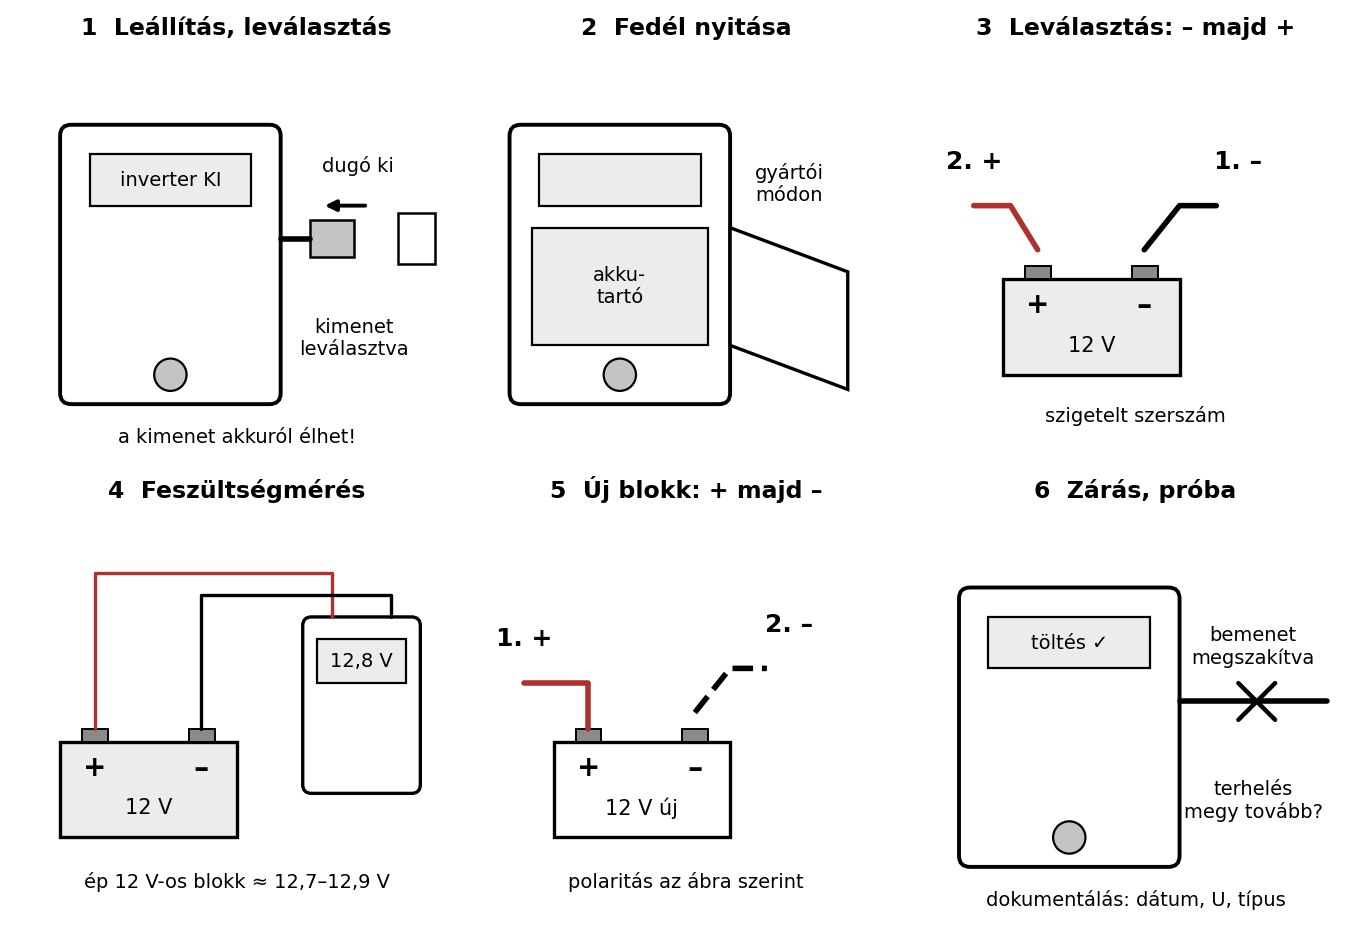 1  Leállítás, leválasztás
inverter KI
dugó ki
kimenet
leválasztva
a kimenet akkuról élhet!
2  Fedél nyitása
gyártói
módon
akku-
tartó
3  Leválasztás: – majd +
2. +
1. –
+ –
12 V
szigetelt szerszám
4  Feszültségmérés
12,8 V
+ –
12 V
ép 12 V-os blokk ≈ 12,7–12,9 V
5  Új blokk: + majd –
1. +
2. –
+ –
12 V új
polaritás az ábra szerint
6  Zárás, próba
töltés ✓
bemenet
megszakítva
terhelés
megy tovább?
dokumentálás: dátum, U, típus